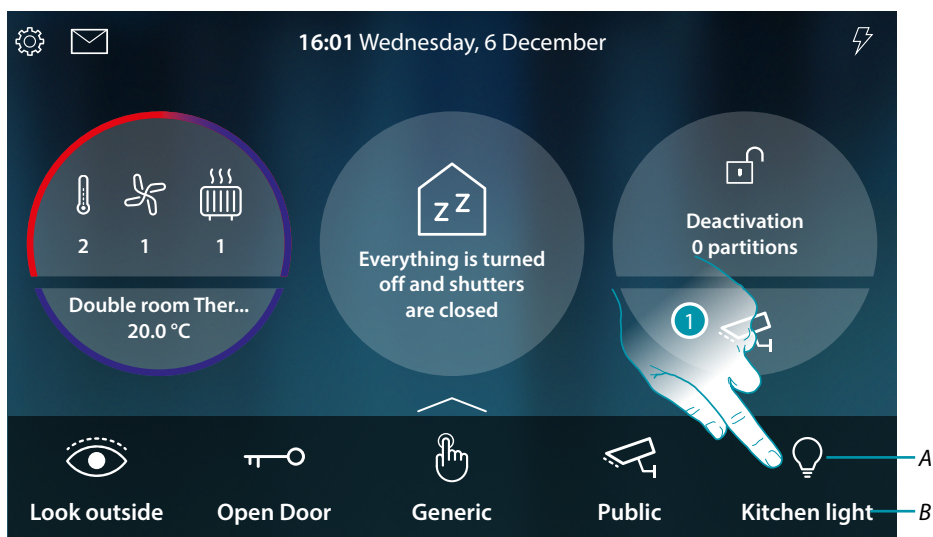 16:01 Wednesday, 6 December
2 1 1
Double room Ther...
20.0 °C
z Z
Everything is turned
off and shutters
are closed
Deactivation
0 partitions
1
A
Look outside Open Door Generic Public Kitchen light B